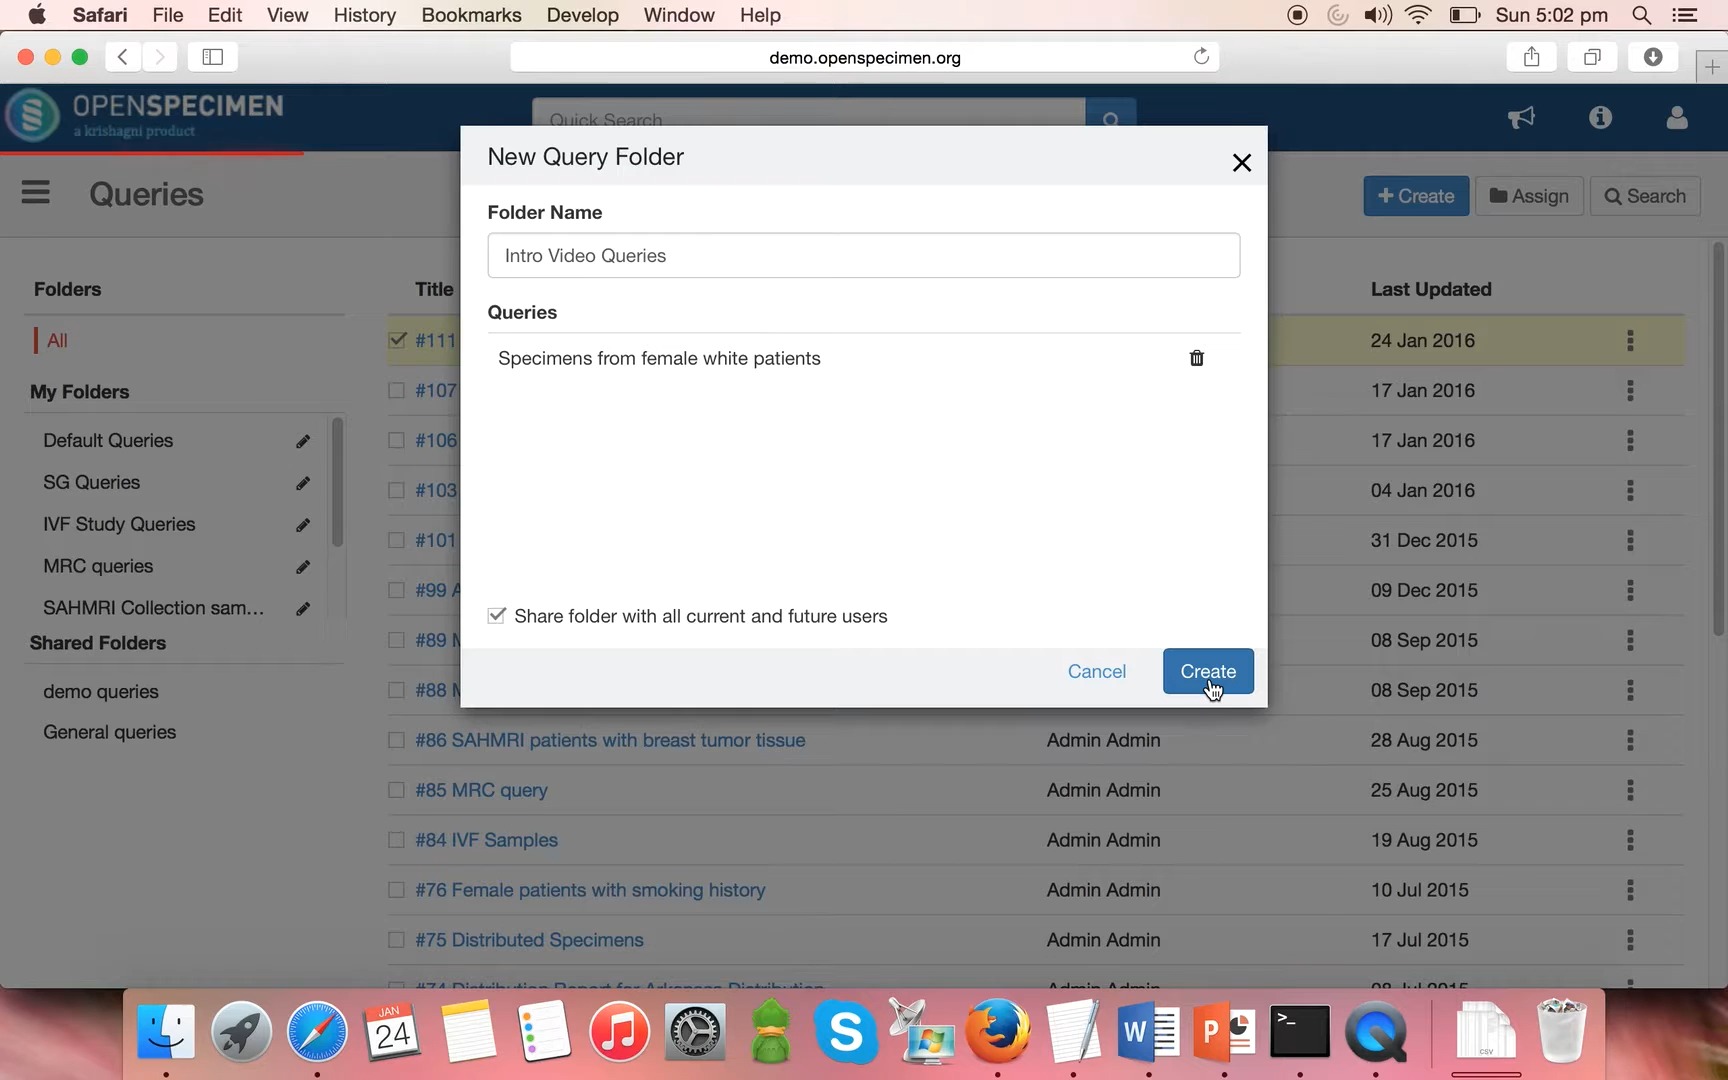 Safari File Edit View History Bookmarks Develop Window Help Sun 5:02 pm
demo.openspecimen.org
OPENSPECIMEN
a krishagni product
Quick Search
Queries
+ Create Assign Search
New Query Folder
Folder Name
Intro Video Queries
Queries
Specimens from female white patients
Share folder with all current and future users
Cancel Create
Folders
All
My Folders
Default Queries
SG Queries
IVF Study Queries
MRC queries
SAHMRI Collection sam...
Shared Folders
demo queries
General queries
Title Last Updated
#111 24 Jan 2016
#107 17 Jan 2016
#106 17 Jan 2016
#103 04 Jan 2016
#101 31 Dec 2015
#99 09 Dec 2015
#89 08 Sep 2015
#88 08 Sep 2015
#86 SAHMRI patients with breast tumor tissue Admin Admin 28 Aug 2015
#85 MRC query Admin Admin 25 Aug 2015
#84 IVF Samples Admin Admin 19 Aug 2015
#76 Female patients with smoking history Admin Admin 10 Jul 2015
#75 Distributed Specimens Admin Admin 17 Jul 2015
JAN
24
S
W
P
>_
CSV